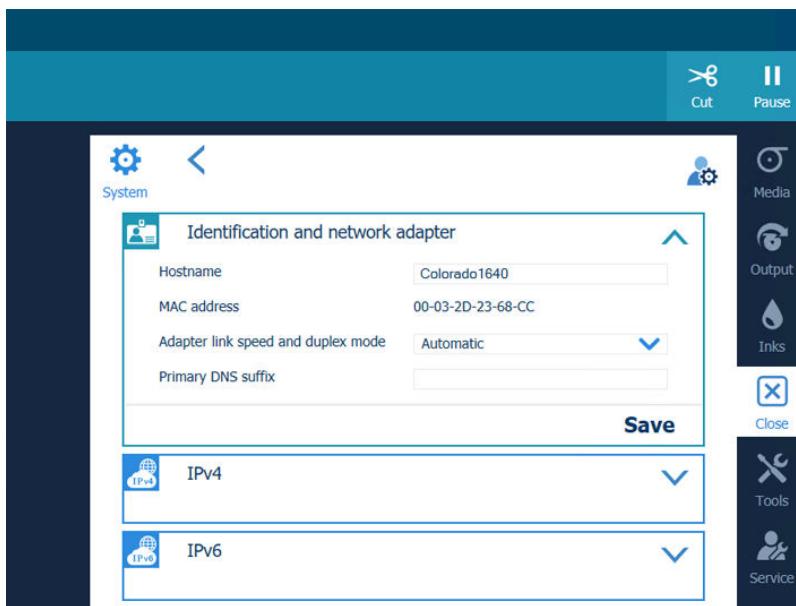 Cut
Pause
System
Media
Identification and network adapter
Hostname
Colorado1640
Output
MAC address
00-03-2D-23-68-CC
Adapter link speed and duplex mode
Automatic
Inks
Primary DNS suffix
Save
Close
IPv4
IPv4
Tools
IPv6
IPv6
Service